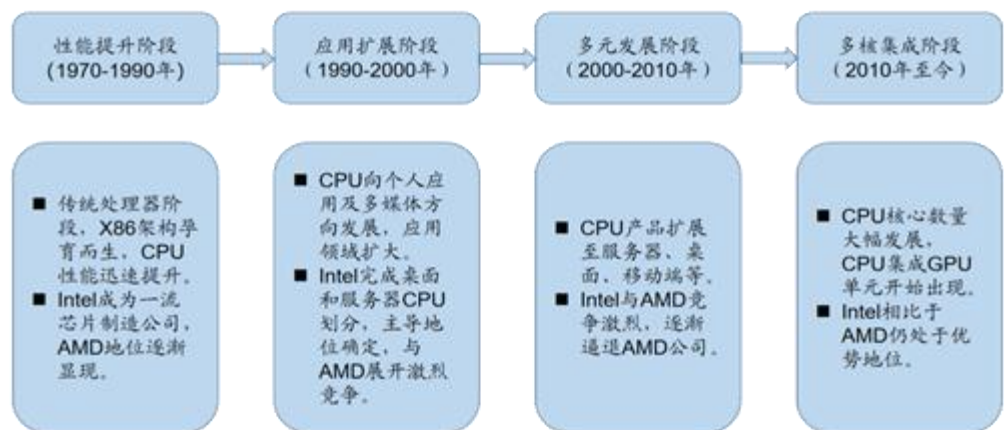 性能提升阶段
(1970-1990年)
应用扩展阶段
（1990-2000年）
多元发展阶段
（2000-2010年）
多核集成阶段
（2010年至今）
■ 传统处理器阶
段，X86架构孕
育而生，CPU
性能迅速提升。
■ Intel成为一流
芯片制造公司，
AMD地位逐渐
显现。
■ CPU向个人应
用及多媒体方
向发展，应用
领域扩大。
■ Intel完成桌面
和服务器CPU
划分，主导地
位确定，与
AMD展开激烈
竞争。
■ CPU产品扩展
至服务器、桌
面、移动端等。
■ Intel与AMD竞
争激烈，逐渐
逼退AMD公司。
■ CPU核心数量
大幅发展，
CPU集成GPU
单元开始出现。
■ Intel相比于
AMD仍处于优
势地位。